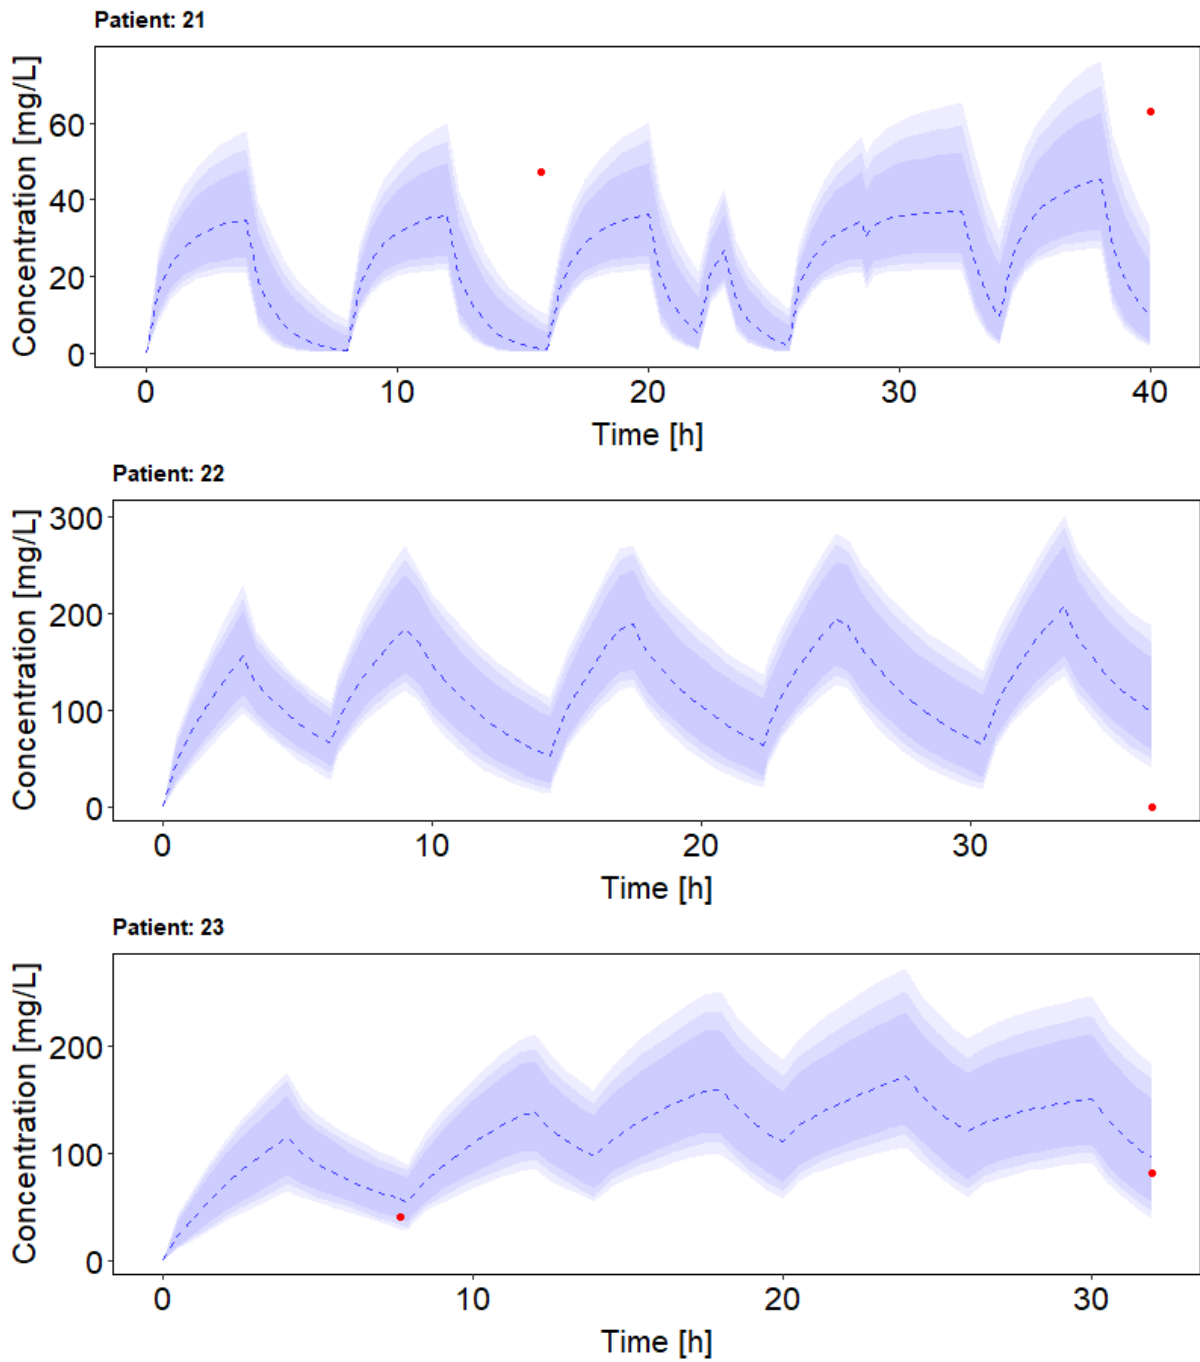 Patient: 21
Concentration [mg/L]
60
40
20
0
0 10 20 30 40
Time [h]
Patient: 22
Concentration [mg/L]
300
200
100
0
0 10 20 30
Time [h]
Patient: 23
Concentration [mg/L]
200
100
0
0 10 20 30
Time [h]